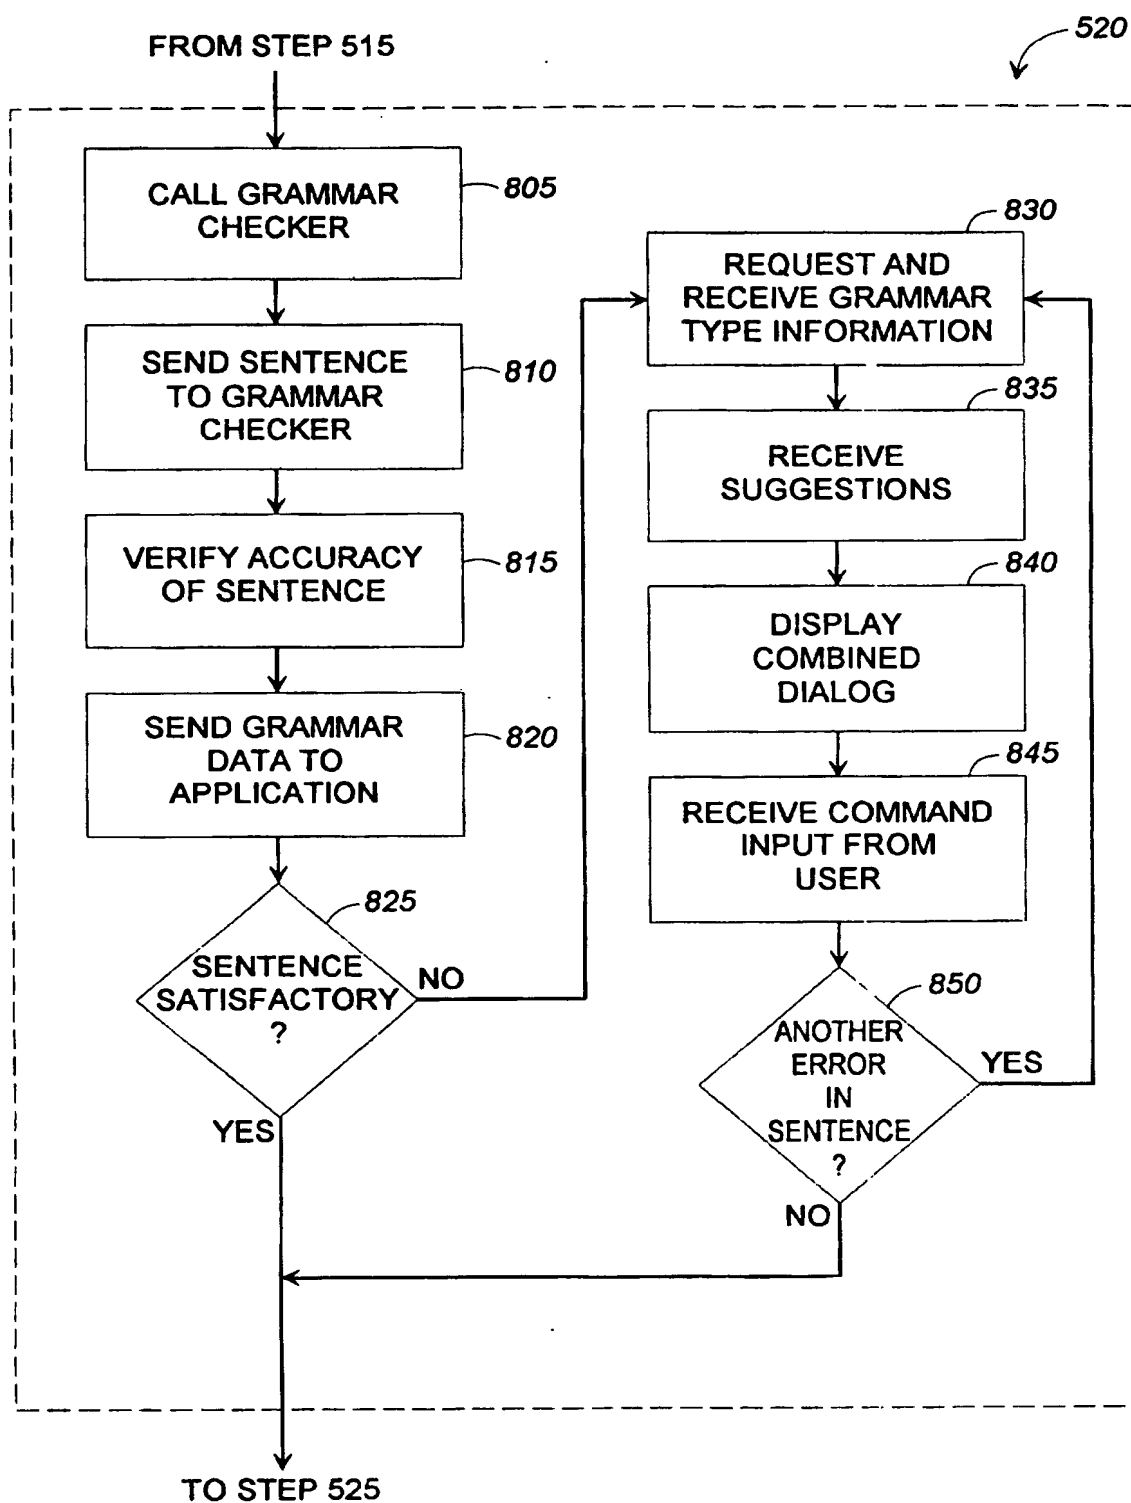 FROM STEP 515
520
CALL GRAMMAR
CHECKER
805
SEND SENTENCE
TO GRAMMAR
CHECKER
810
VERIFY ACCURACY
OF SENTENCE
815
SEND GRAMMAR
DATA TO
APPLICATION
820
825
SENTENCE
SATISFACTORY
?
NO
YES
830
REQUEST AND
RECEIVE GRAMMAR
TYPE INFORMATION
835
RECEIVE
SUGGESTIONS
840
DISPLAY
COMBINED
DIALOG
845
RECEIVE COMMAND
INPUT FROM
USER
850
ANOTHER
ERROR
IN
SENTENCE
?
YES
NO
TO STEP 525